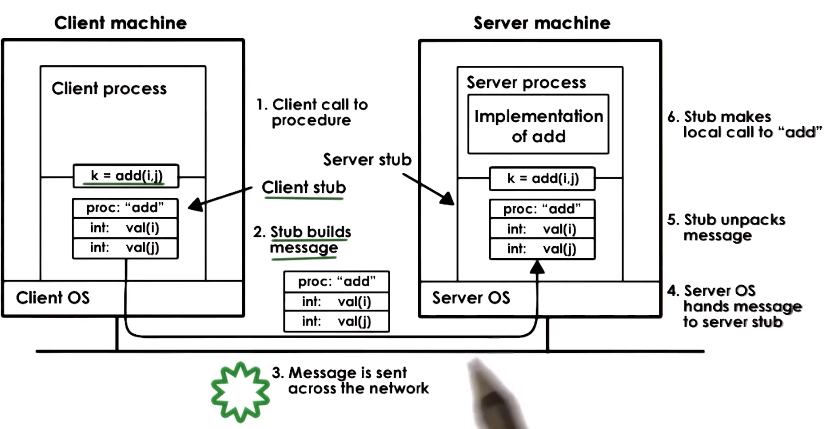 Client machine
Server machine
Client process
1. Client call to
procedure
k = add(i,j)
Client stub
proc: “add”
int: val(i)
int: val(j)
2. Stub builds
message
proc: “add”
int: val(i)
int: val(j)
Client OS
3. Message is sent
across the network
Server process
Implementation
of add
Server stub
k = add(i,j)
proc: “add”
int: val(i)
int: val(j)
Server OS
6. Stub makes
local call to “add”
5. Stub unpacks
message
4. Server OS
hands message
to server stub